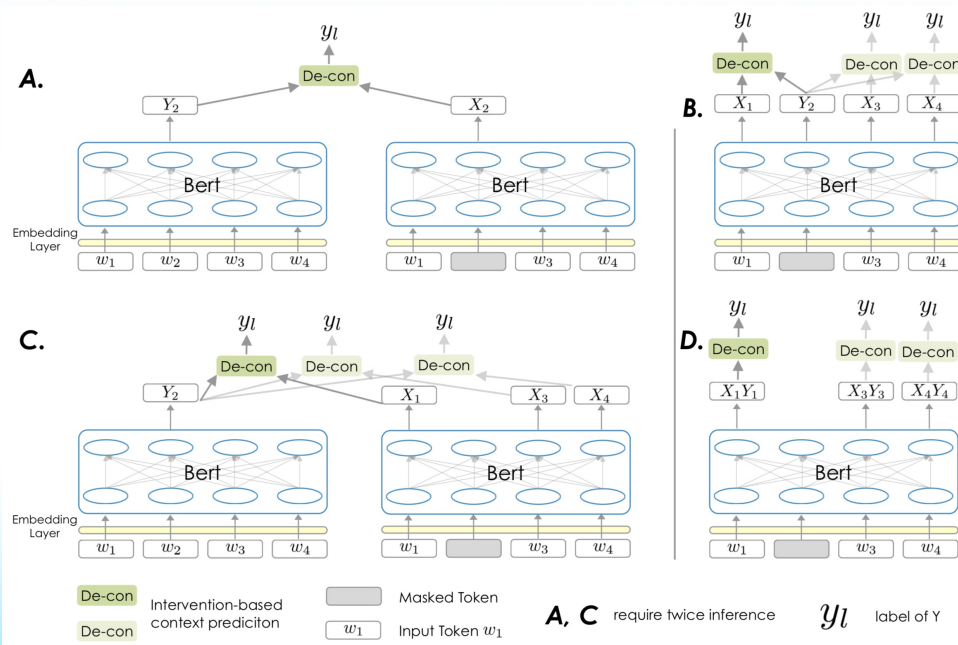 A.
y_l
De-con
Y_2
X_2
Bert
Bert
Embedding
Layer
w_1 w_2 w_3 w_4
w_1 w_3 w_4
B.
y_l y_l y_l
De-con De-con De-con
X_1 Y_2 X_3 X_4
Bert
w_1 w_3 w_4
C.
y_l y_l y_l
De-con De-con De-con
Y_2 X_1 X_3 X_4
Bert
Bert
Embedding
Layer
w_1 w_2 w_3 w_4
w_1 w_3 w_4
D.
y_l y_l y_l
De-con De-con De-con
X_1Y_1 X_3Y_3 X_4Y_4
Bert
w_1 w_3 w_4
De-con
De-con
Intervention-based
context prediciton
Masked Token
w_1 Input Token w_1
A, C require twice inference
y_l label of Y